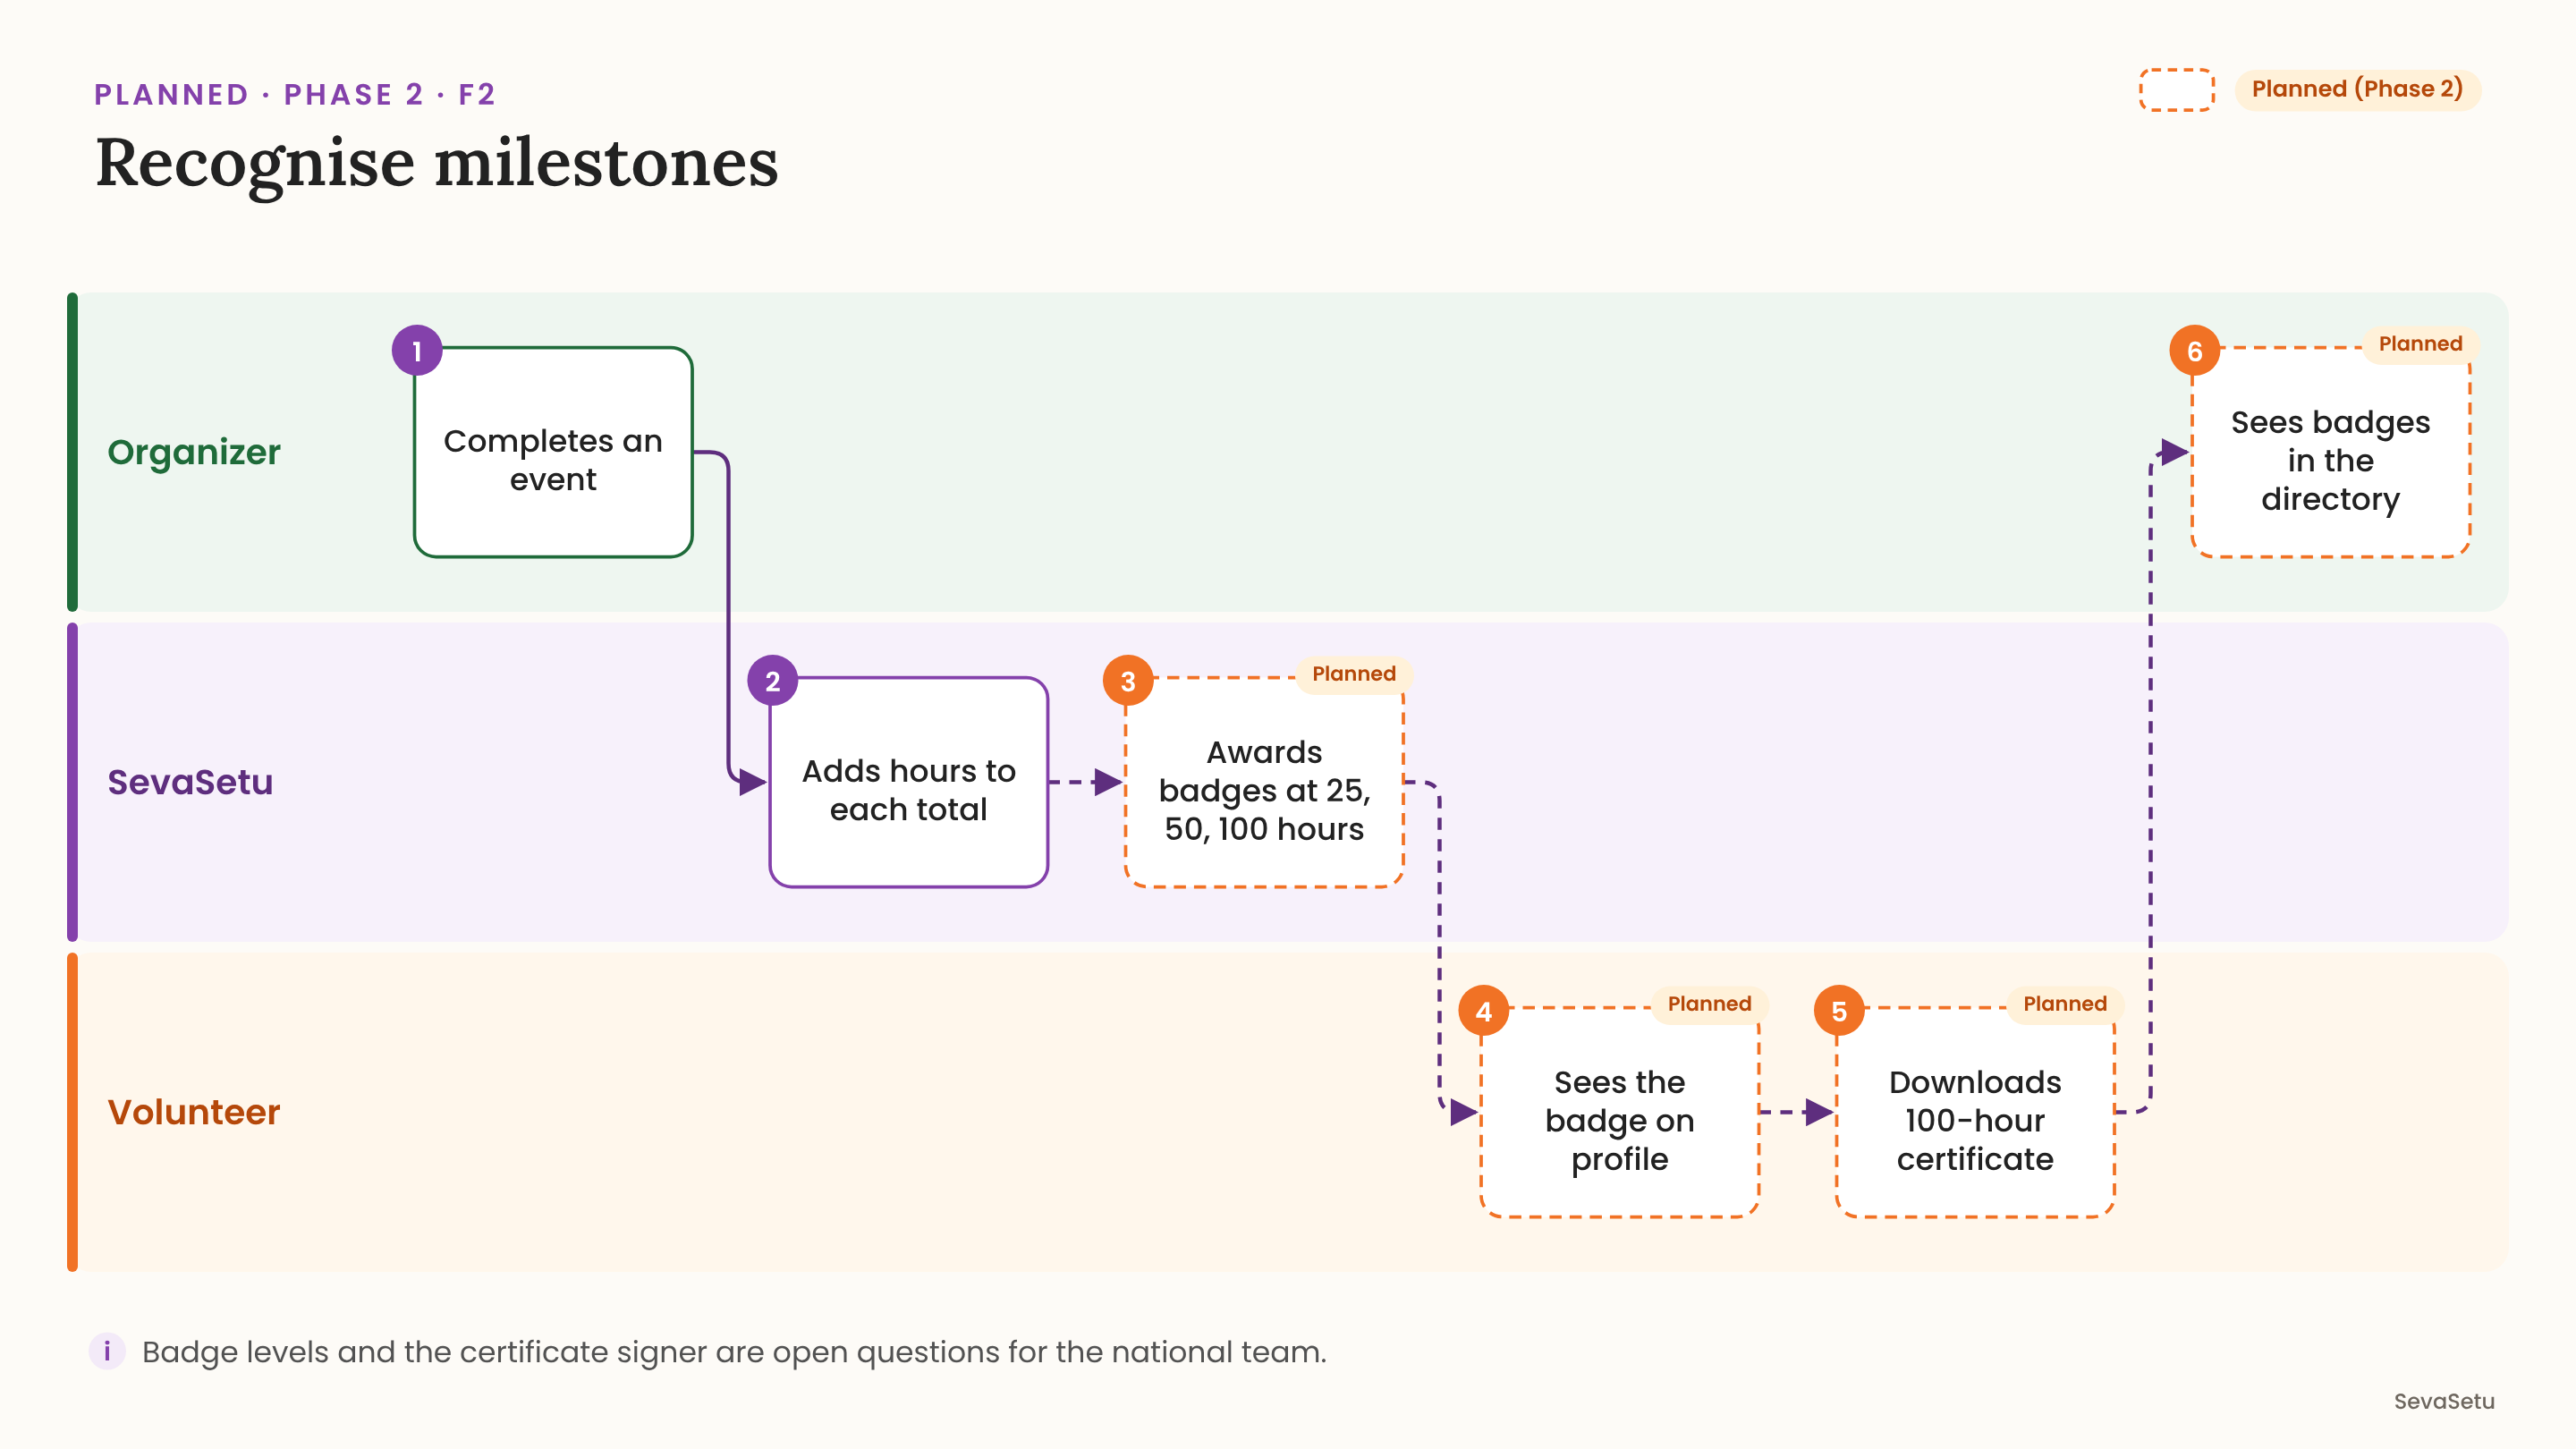 PLANNED · PHASE 2 · F2
Recognise milestones
Planned (Phase 2)
Organizer
1
Completes an
event
6
Planned
Sees badges
in the
directory
SevaSetu
2
Adds hours to
each total
3
Planned
Awards
badges at 25,
50, 100 hours
Volunteer
4
Planned
Sees the
badge on
profile
5
Planned
Downloads
100-hour
certificate
i Badge levels and the certificate signer are open questions for the national team.
SevaSetu